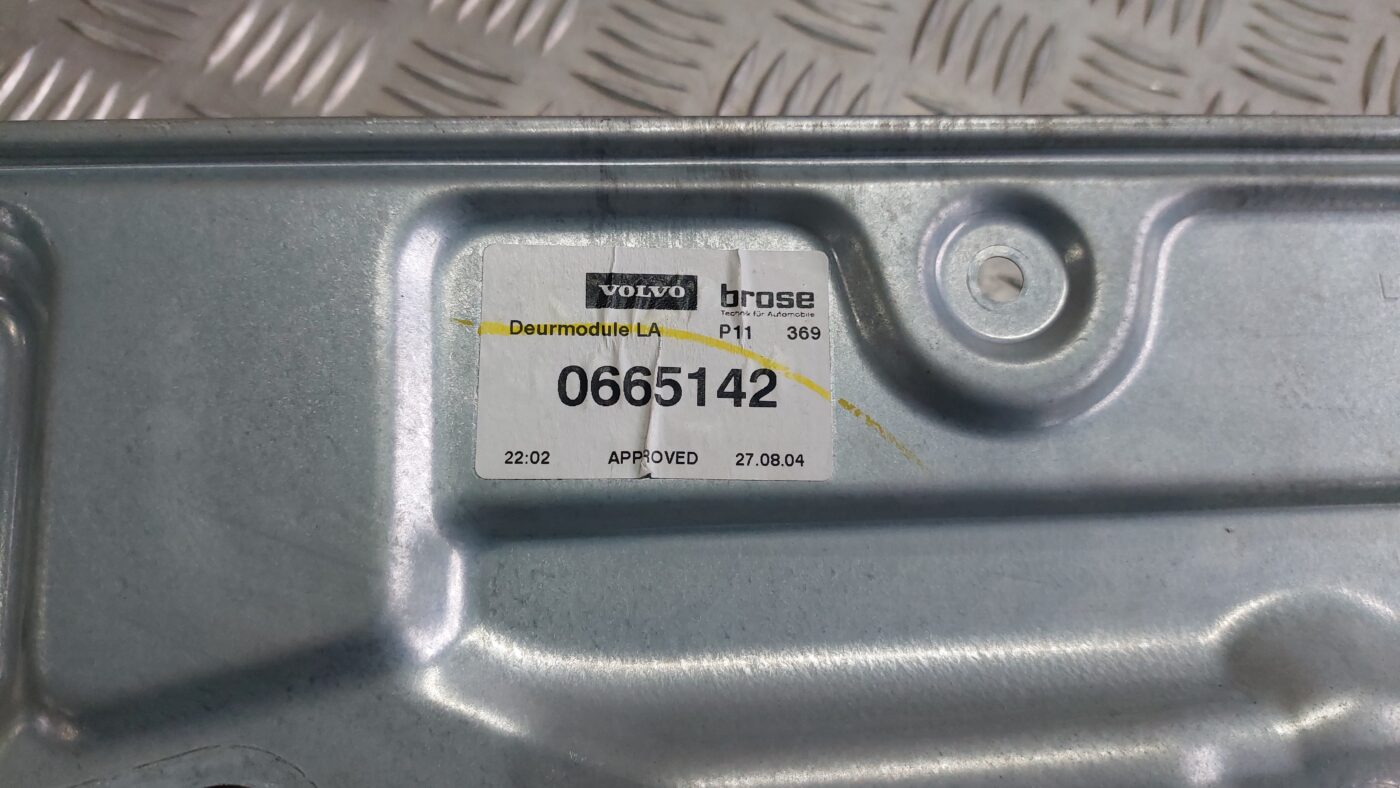 VOLVO brose
Technik für Automobile
Deurmodule LA P11 369
0665142
22:02 APPROVED 27.08.04